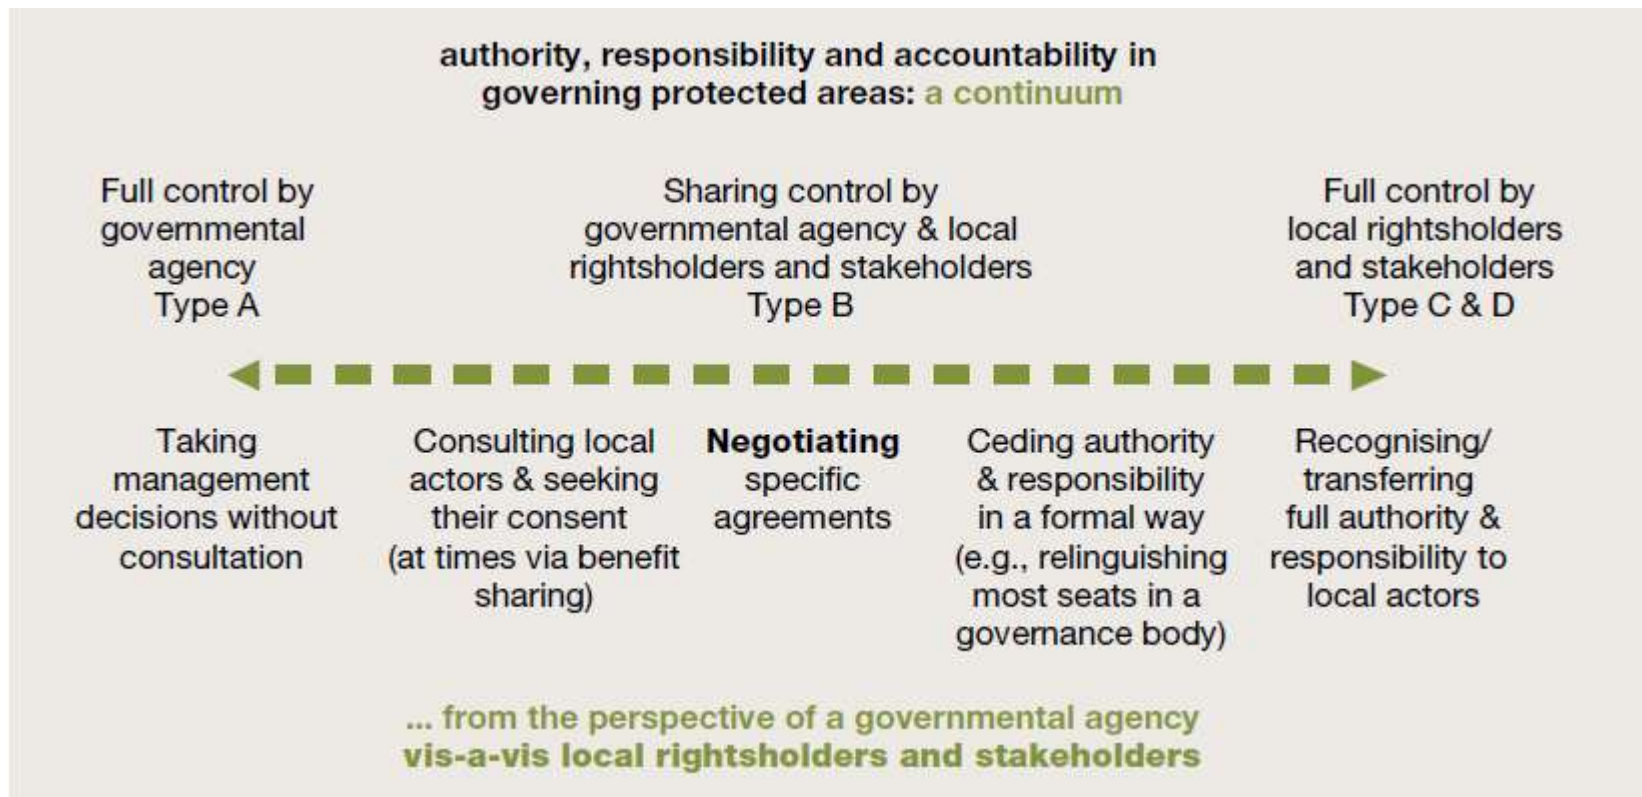 authority, responsibility and accountability in
governing protected areas: a continuum
Full control by
governmental
agency
Type A
Sharing control by
governmental agency & local
rightsholders and stakeholders
Type B
Full control by
local rightsholders
and stakeholders
Type C & D
Taking
management
decisions without
consultation
Consulting local
actors & seeking
their consent
(at times via benefit
sharing)
Negotiating
specific
agreements
Ceding authority
& responsibility
in a formal way
(e.g., relinguishing
most seats in a
governance body)
Recognising/
transferring
full authority &
responsibility to
local actors
... from the perspective of a governmental agency
vis-a-vis local rightsholders and stakeholders